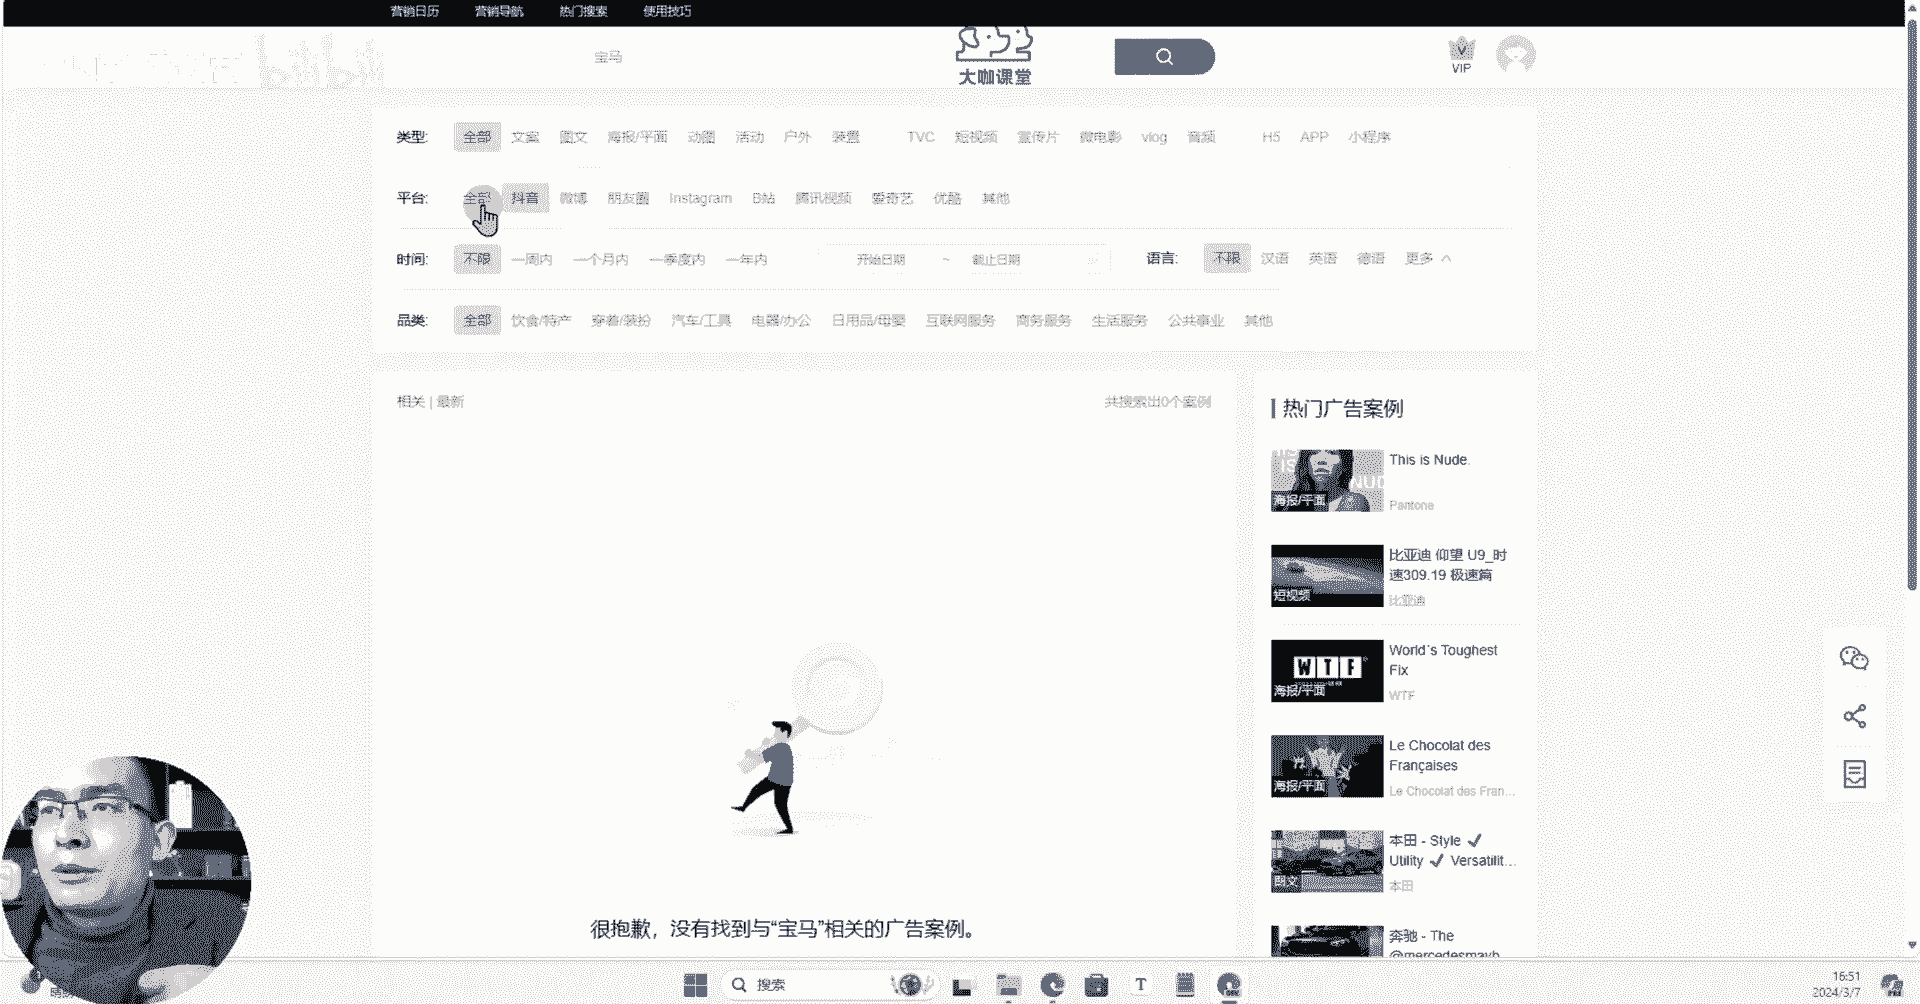 营销日历 营销导航 热门搜索 使用技巧
宝马
大咖课堂
VIP
类型: 全部 文案 图文 海报/平面 动图 活动 户外 装置 TVC 短视频 宣传片 微电影 vlog 音频 H5 APP 小程序
平台: 全部 抖音 微博 朋友圈 Instagram B站 腾讯视频 爱奇艺 优酷 其他
时间: 不限 一周内 一个月内 一季度内 一年内 开始日期 ~ 截止日期 语言: 不限 汉语 英语 德语 更多
品类: 全部 饮食/特产 穿着/装扮 汽车/工具 电器/办公 日用品/母婴 互联网服务 商务服务 生活服务 公共事业 其他
相关 | 最新
共搜索出0个案例
很抱歉，没有找到与“宝马”相关的广告案例。
热门广告案例
海报/平面
This is Nude.
Pantone
短视频
比亚迪 仰望 U9_时
速309.19 极速篇
比亚迪
WTF
海报/平面
World`s Toughest
Fix
WTF
海报/平面
Le Chocolat des
Françaises
Le Chocolat des Fran...
图文
本田 - Style ✓
Utility ✓ Versatilit...
本田
奔驰 - The
搜索
16:51
2024/3/7